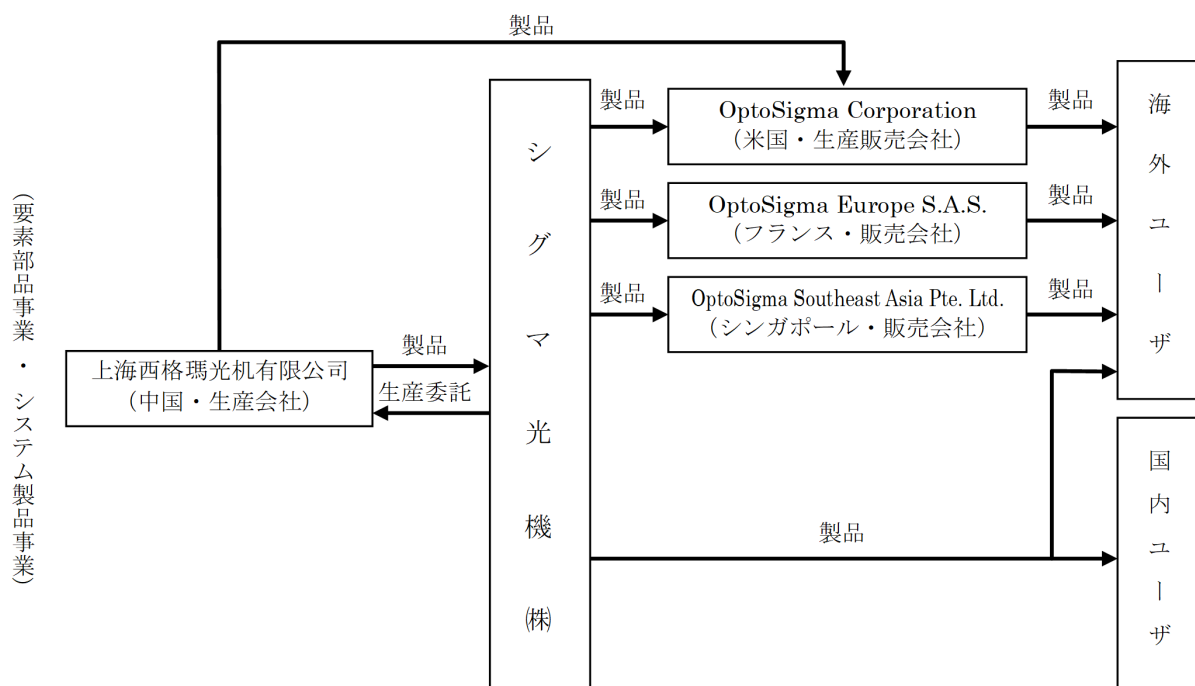 製品
製品
OptoSigma Corporation
（米国・生産販売会社）
製品
製品
OptoSigma Europe S.A.S.
（フランス・販売会社）
製品
製品
OptoSigma Southeast Asia Pte. Ltd.
（シンガポール・販売会社）
製品
海外ユーザ
シグマ光機㈱
（要素部品事業・システム製品事業）
上海西格瑪光机有限公司
（中国・生産会社）
製品
生産委託
製品
国内ユーザ